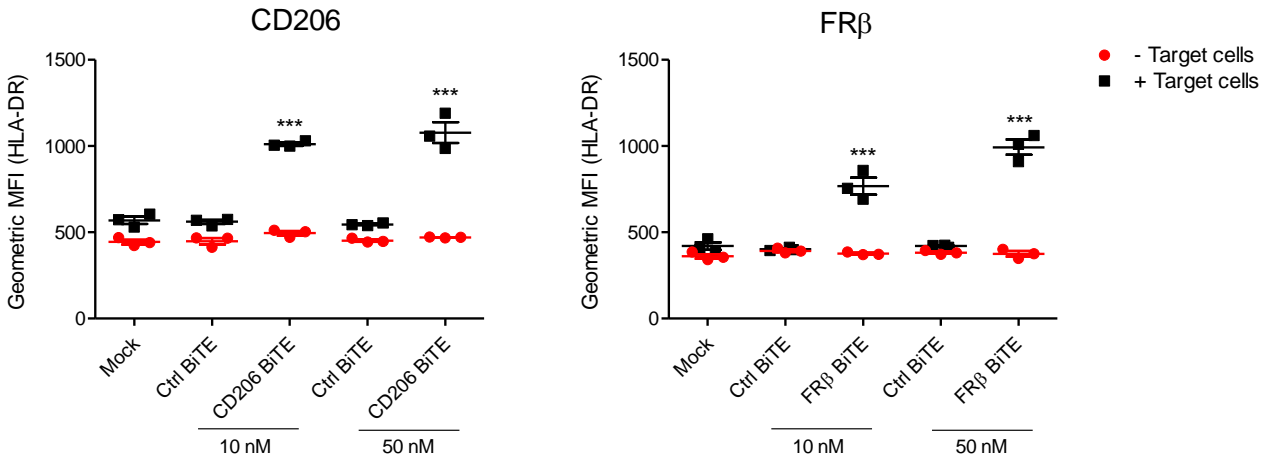 CD206
Geometric MFI (HLA-DR)
1500
1000
500
0
***
***
Mock
Ctrl BiTE
CD206 BiTE
Ctrl BiTE
CD206 BiTE
10 nM
50 nM
FRβ
Geometric MFI (HLA-DR)
1500
1000
500
0
***
***
Mock
Ctrl BiTE
FRβ BiTE
Ctrl BiTE
FRβ BiTE
10 nM
50 nM
- Target cells
+ Target cells